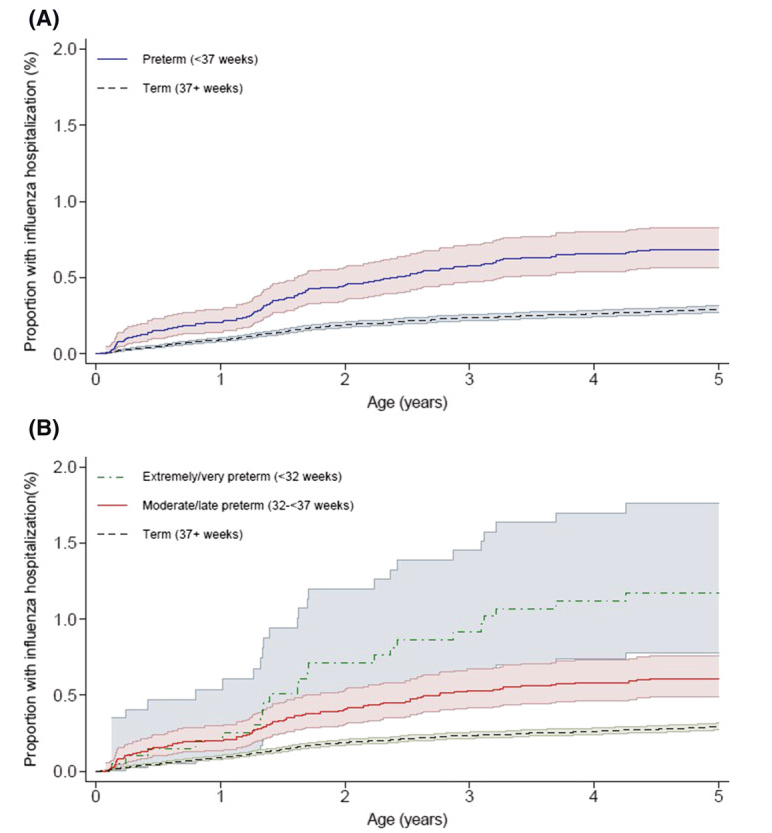 (A)
Proportion with influenza hospitalization (%)
2.0
1.5
1.0
0.5
0.0
Preterm (<37 weeks)
Term (37+ weeks)
0 1 2 3 4 5
Age (years)
(B)
Proportion with influenza hospitalization(%)
2.0
1.5
1.0
0.5
0.0
Extremely/very preterm (<32 weeks)
Moderate/late preterm (32-<37 weeks)
Term (37+ weeks)
0 1 2 3 4 5
Age (years)